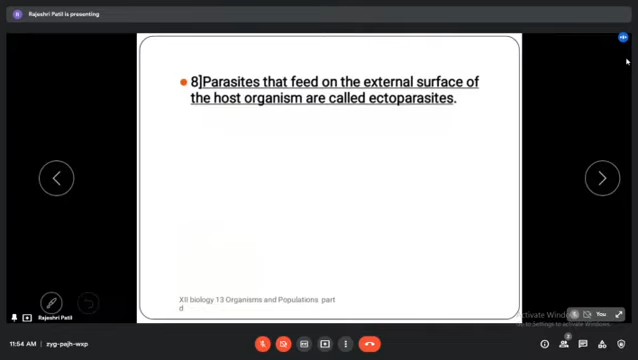 Rajeshri Patil is presenting
8]Parasites that feed on the external surface of
the host organism are called ectoparasites.
XII biology 13 Organisms and Populations part
d
Activate Windows
Go to Settings to activate Windows.
You
Rajeshri Patil
11:54 AM
zyg-pajh-wxp